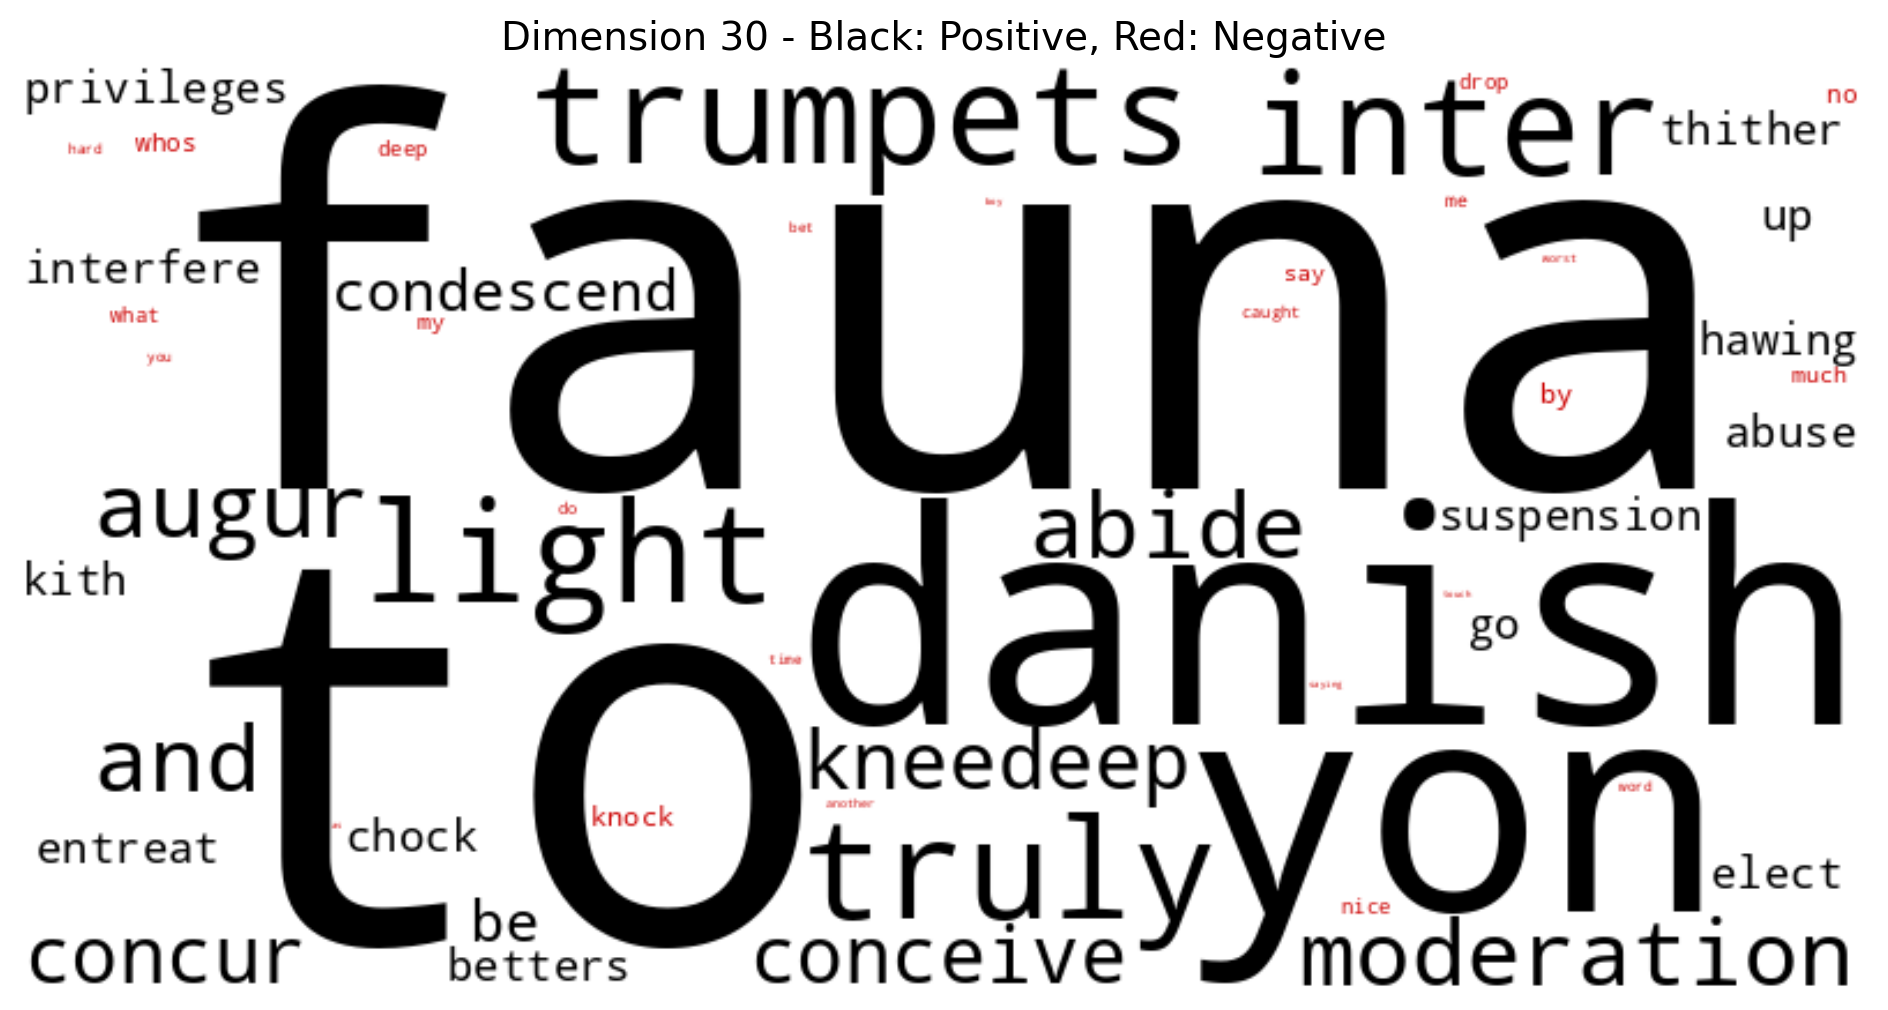 Dimension 30 - Black: Positive, Red: Negative
privileges
trumpets
inter
drop
no
thither
hard
whos
deep
fauna
bet
me
up
interfere
condescend
say
worst
what
my
caught
hawing
you
by
much
abuse
augur
light
do
abide
suspension
kith
to
danish
touch
go
time
saying
and
kneedeep
yon
knock
another
word
chock
entreat
truly
elect
be
nice
concur
betters
conceive
moderation